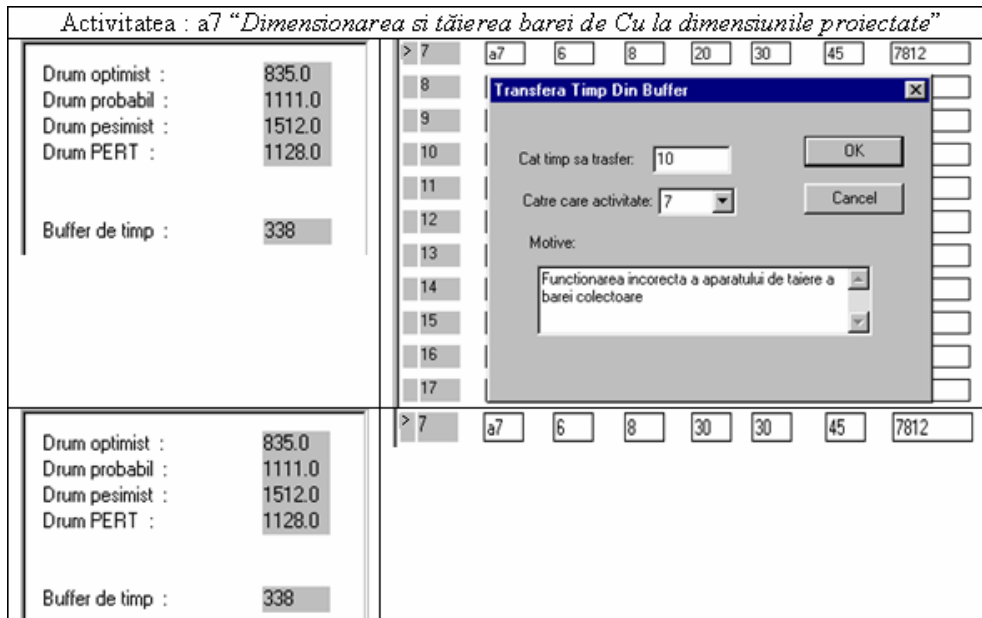 Activitatea : a7 “Dimensionarea si tăierea barei de Cu la dimensiunile proiectate”
Drum optimist : 835.0
Drum probabil : 1111.0
Drum pesimist : 1512.0
Drum PERT : 1128.0
Buffer de timp : 338
> 7 a7 6 8 20 30 45 7812
8
9
10
11
12
13
14
15
16
17
Transfera Timp Din Buffer
Cat timp sa trasfer: 10
OK
Catre care activitate: 7
Cancel
Motive:
Functionarea incorecta a aparatului de taiere a
barei colectoare
Drum optimist : 835.0
Drum probabil : 1111.0
Drum pesimist : 1512.0
Drum PERT : 1128.0
Buffer de timp : 338
> 7 a7 6 8 30 30 45 7812